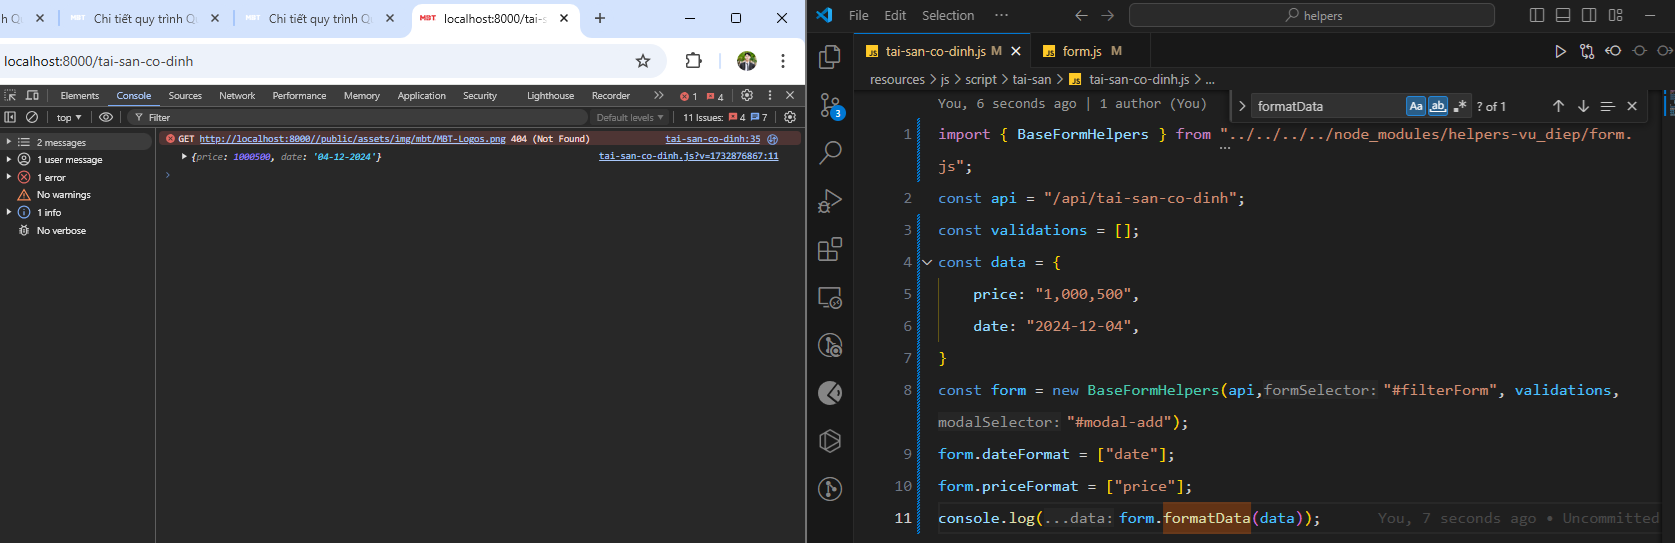 h Q
Chi tiết quy trình Q
MBT Chi tiết quy trình Q
MBT localhost:8000/tai-s
localhost:8000/tai-san-co-dinh
Elements Console Sources Network Performance Memory Application Security Lighthouse Recorder 1 4
top Filter Default levels 11 Issues: 4 7
2 messages
1 user message
1 error
No warnings
1 info
No verbose
GET http://localhost:8000//public/assets/img/mbt/MBT-Logos.png 404 (Not Found) tai-san-co-dinh:35
{price: 1000500, date: '04-12-2024'} tai-san-co-dinh.js?v=1732876867:11
File Edit Selection ··· helpers
3
tai-san-co-dinh.js M form.js M
resources > js > script > tai-san > tai-san-co-dinh.js > ...
formatData Aa ab .* ? of 1
You, 6 seconds ago | 1 author (You)
1 import { BaseFormHelpers } from "../../../../node_modules/helpers-vu_diep/form.
js";
2 const api = "/api/tai-san-co-dinh";
3 const validations = [];
4 const data = {
5 price: "1,000,500",
6 date: "2024-12-04",
7 }
8 const form = new BaseFormHelpers(api,formSelector: "#filterForm", validations,
modalSelector: "#modal-add");
9 form.dateFormat = ["date"];
10 form.priceFormat = ["price"];
11 console.log(...data: form.formatData(data)); You, 7 seconds ago • Uncommitted